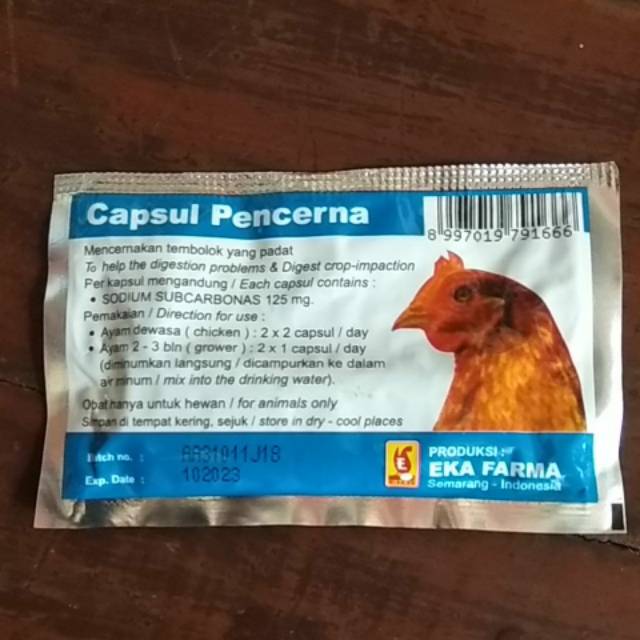 Capsul Pencerna
8 997019 791666
Mencernakan tembolok yang padat
To help the digestion problems & Digest crop-impaction
Per kapsul mengandung / Each capsul contains :
• SODIUM SUBCARBONAS 125 mg.
Pemakaian / Direction for use :
• Ayam dewasa ( chicken ) : 2 x 2 capsul / day
• Ayam 2 - 3 bln ( grower ) : 2 x 1 capsul / day
(diminumkan langsung / dicampurkan ke dalam
air minum / mix into the drinking water).
Obat hanya untuk hewan / for animals only
Simpan di tempat kering, sejuk / store in dry - cool places
Batch no. : AA31011J18
Exp. Date : 102023
PRODUKSI :
EKA FARMA
Semarang - Indonesia